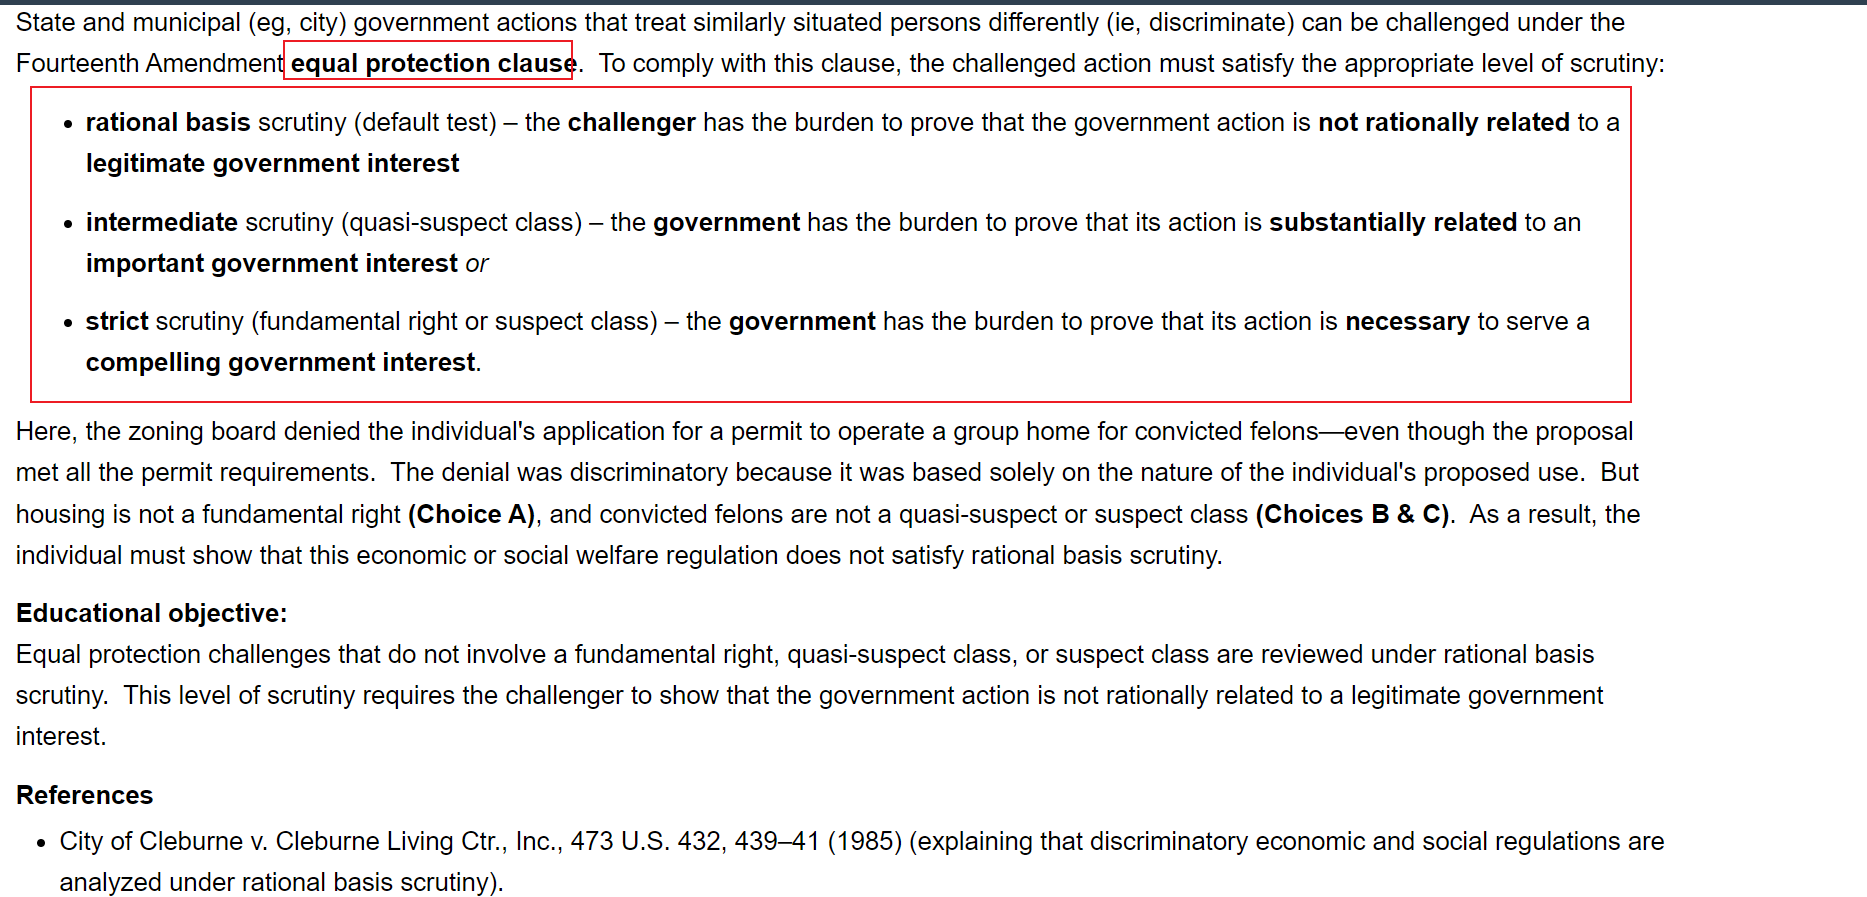 State and municipal (eg, city) government actions that treat similarly situated persons differently (ie, discriminate) can be challenged under the
Fourteenth Amendment equal protection clause.  To comply with this clause, the challenged action must satisfy the appropriate level of scrutiny:
• rational basis scrutiny (default test) – the challenger has the burden to prove that the government action is not rationally related to a
legitimate government interest
• intermediate scrutiny (quasi-suspect class) – the government has the burden to prove that its action is substantially related to an
important government interest or
• strict scrutiny (fundamental right or suspect class) – the government has the burden to prove that its action is necessary to serve a
compelling government interest.
Here, the zoning board denied the individual's application for a permit to operate a group home for convicted felons—even though the proposal
met all the permit requirements.  The denial was discriminatory because it was based solely on the nature of the individual's proposed use.  But
housing is not a fundamental right (Choice A), and convicted felons are not a quasi-suspect or suspect class (Choices B & C).  As a result, the
individual must show that this economic or social welfare regulation does not satisfy rational basis scrutiny.
Educational objective:
Equal protection challenges that do not involve a fundamental right, quasi-suspect class, or suspect class are reviewed under rational basis
scrutiny.  This level of scrutiny requires the challenger to show that the government action is not rationally related to a legitimate government
interest.
References
• City of Cleburne v. Cleburne Living Ctr., Inc., 473 U.S. 432, 439–41 (1985) (explaining that discriminatory economic and social regulations are
analyzed under rational basis scrutiny).